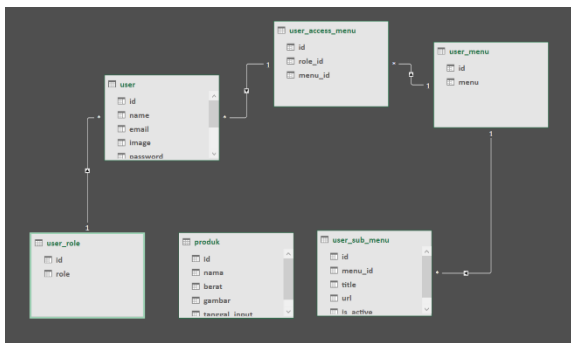 user_access_menu
id
role_id
menu_id
user_menu
id
menu
user
id
name
email
image
password
user_role
id
role
produk
id
nama
berat
gambar
tanggal_input
user_sub_menu
id
menu_id
title
url
is_active
1
*
*
1
*
1
1
*